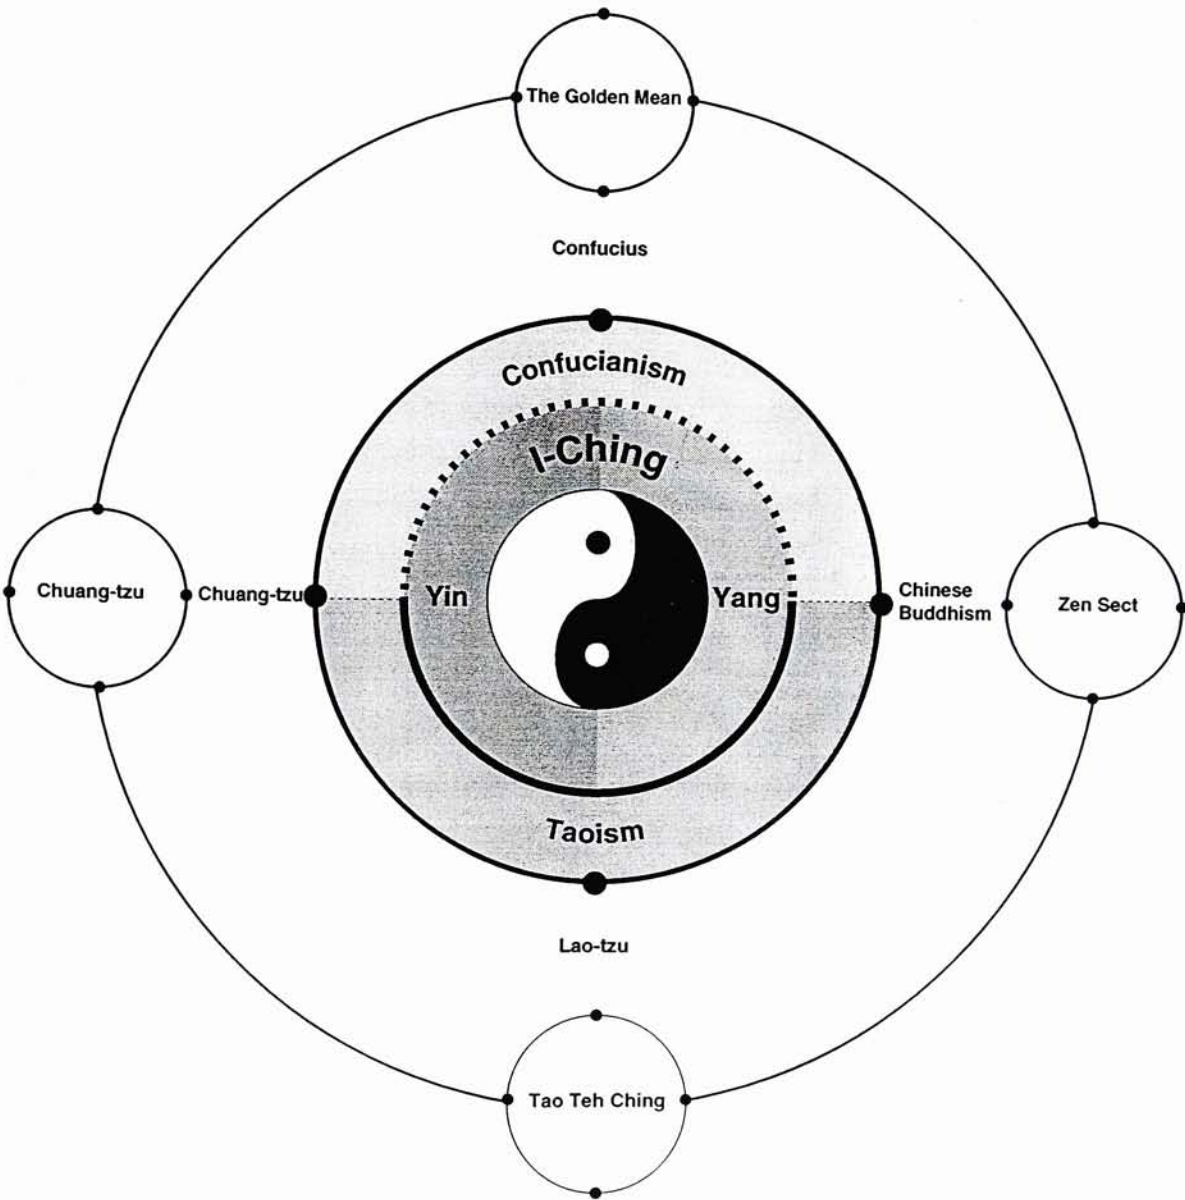 The Golden Mean
Confucius
Confucianism
I-Ching
Chuang-tzu
Chuang-tzu
Yin
Yang
Chinese
Buddhism
Zen Sect
Taoism
Lao-tzu
Tao Teh Ching